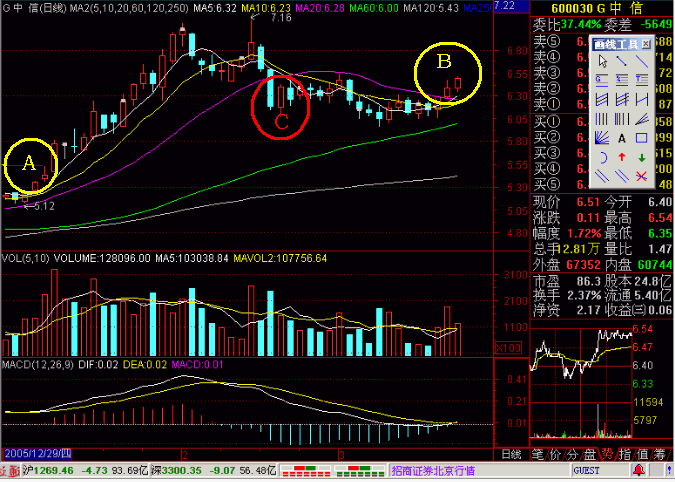 G 中 信(日线) MA2(5,10,20,60,120,250) MA5:6.32 MA10:6.23 MA20:6.28 MA60:6.00 MA120:5.43 MA25 7.22
7.16
6.80
6.55
6.30
6.05
5.80
5.55
5.30
5.05
4.80
A
B
C
5.12
VOL(5,10) VOLUME:128096.00 MA5:103038.84 MAVOL2:107756.64
3100
2100
1100
X100
MACD(12,26,9) DIF:0.02 DEA:0.02 MACD:0.01
0.41
0.21
0.01
2005/12/29/四 2 3 日线
600030 G 中 信
委比 37.44% 委差 -5649
卖⑤
卖④
卖③
卖②
卖①
买①
买②
买③
买④
买⑤
画线工具
A
现价 6.51 今开 6.40
涨跌 0.11 最高 6.54
幅度 1.72% 最低 6.35
总手 12.81万 量比 1.47
外盘 67352 内盘 60744
市盈 86.3 股本 24.8亿
换手 2.37% 流通 5.40亿
净资 2.17 收益㈢ 0.06
6.54
6.47
6.40
6.33
11594
5797
笔 价 分 盘 势 指 值 筹
沪1269.46 -4.73 93.69亿 深3300.35 -9.07 56.48亿 招商证券北京行情 GUEST